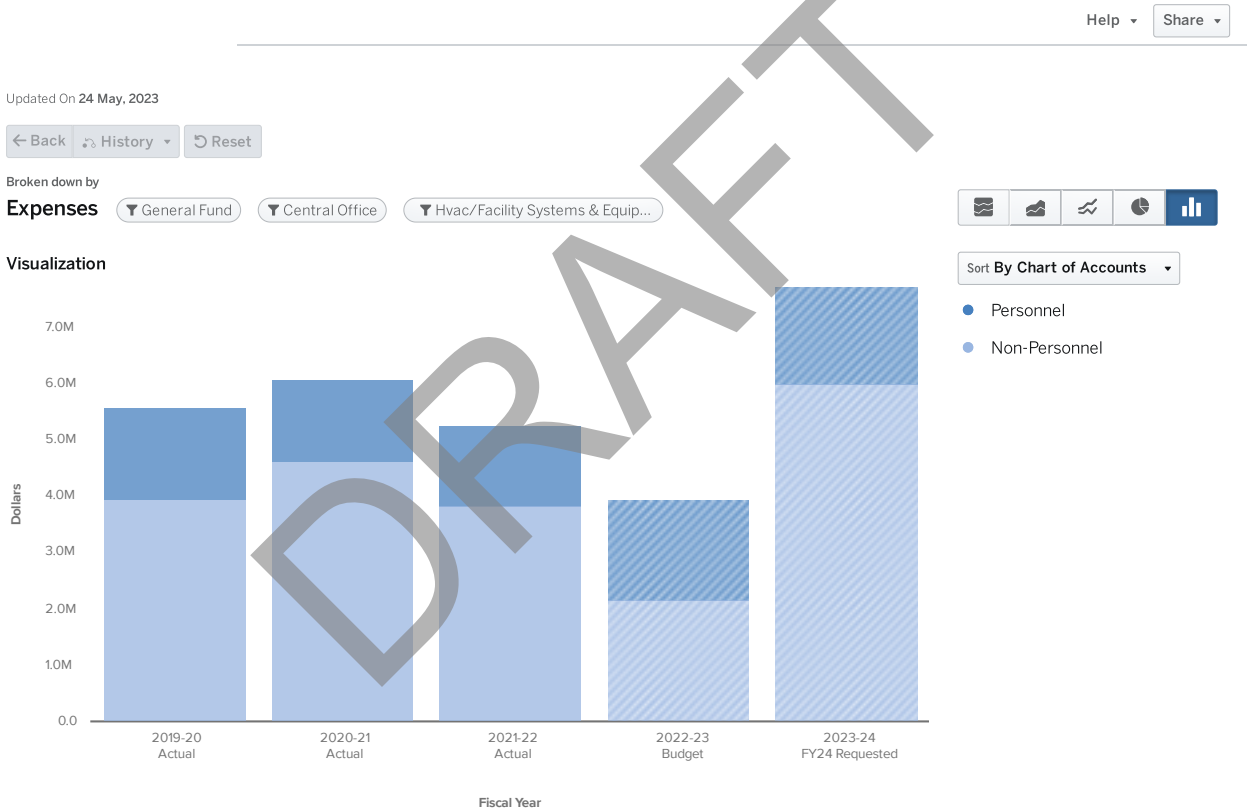 Help
Share
Updated On 24 May, 2023
Back
History
Reset
Broken down by
Expenses
General Fund
Central Office
Hvac/Facility Systems & Equip...
Visualization
Sort By Chart of Accounts
Personnel
Non-Personnel
7.0M
6.0M
5.0M
4.0M
3.0M
2.0M
1.0M
0.0
Dollars
2019-20
Actual
2020-21
Actual
2021-22
Actual
2022-23
Budget
2023-24
FY24 Requested
Fiscal Year
DRAFT